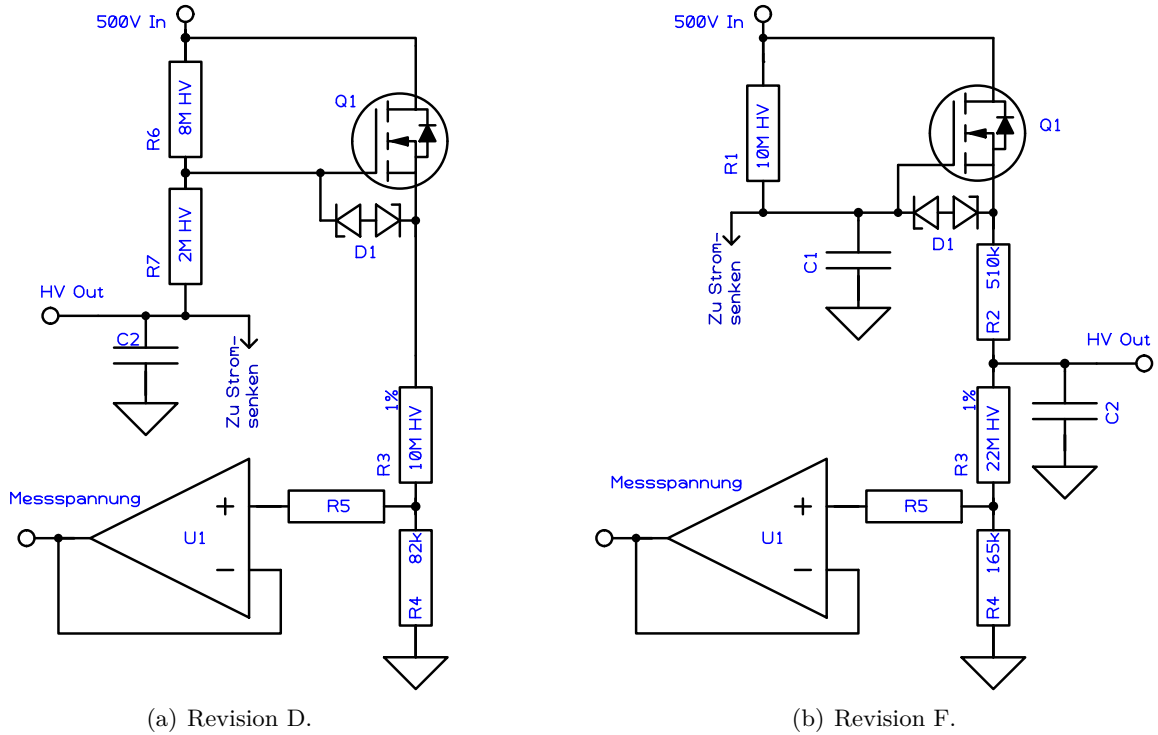 500V In
Q1
R6
8M HV
R7
2M HV
D1
HV Out
C2
Zu Strom-
senken
1%
R3
10M HV
Messspannung
+
R5
U1
−
82k
R4
(a) Revision D.
500V In
Q1
R1
10M HV
D1
Zu Strom-
senken
C1
510k
R2
HV Out
1%
R3
22M HV
C2
Messspannung
+
R5
U1
−
165k
R4
(b) Revision F.